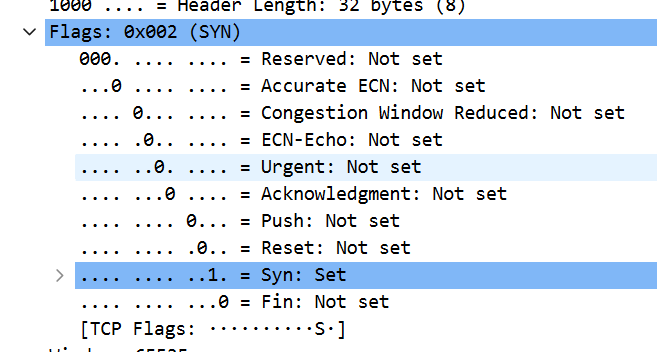 1000 .... = Header Length: 32 bytes (8)
Flags: 0x002 (SYN)
000. .... .... = Reserved: Not set
...0 .... .... = Accurate ECN: Not set
.... 0... .... = Congestion Window Reduced: Not set
.... .0.. .... = ECN-Echo: Not set
.... ..0. .... = Urgent: Not set
.... ...0 .... = Acknowledgment: Not set
.... .... 0... = Push: Not set
.... .... .0.. = Reset: Not set
.... .... ..1. = Syn: Set
.... .... ...0 = Fin: Not set
[TCP Flags: ··········S·]